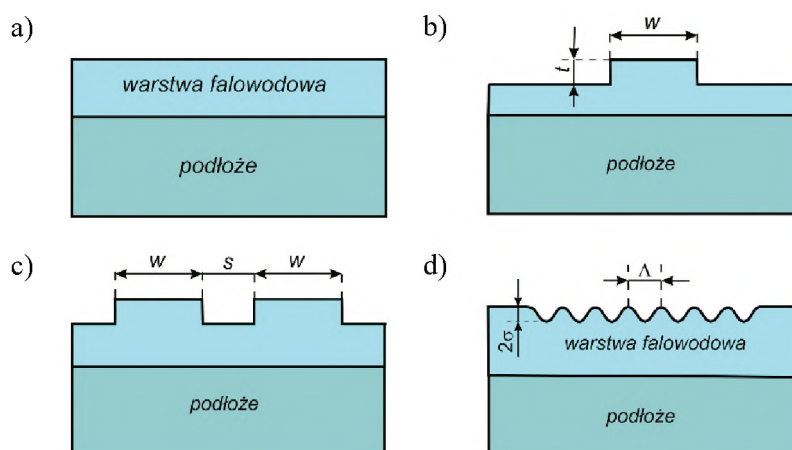 a)
warstwa falowodowa
podłoże
b)
w
t
podłoże
c)
w s w
podłoże
d)
Λ
2σ
warstwa falowodowa
podłoże